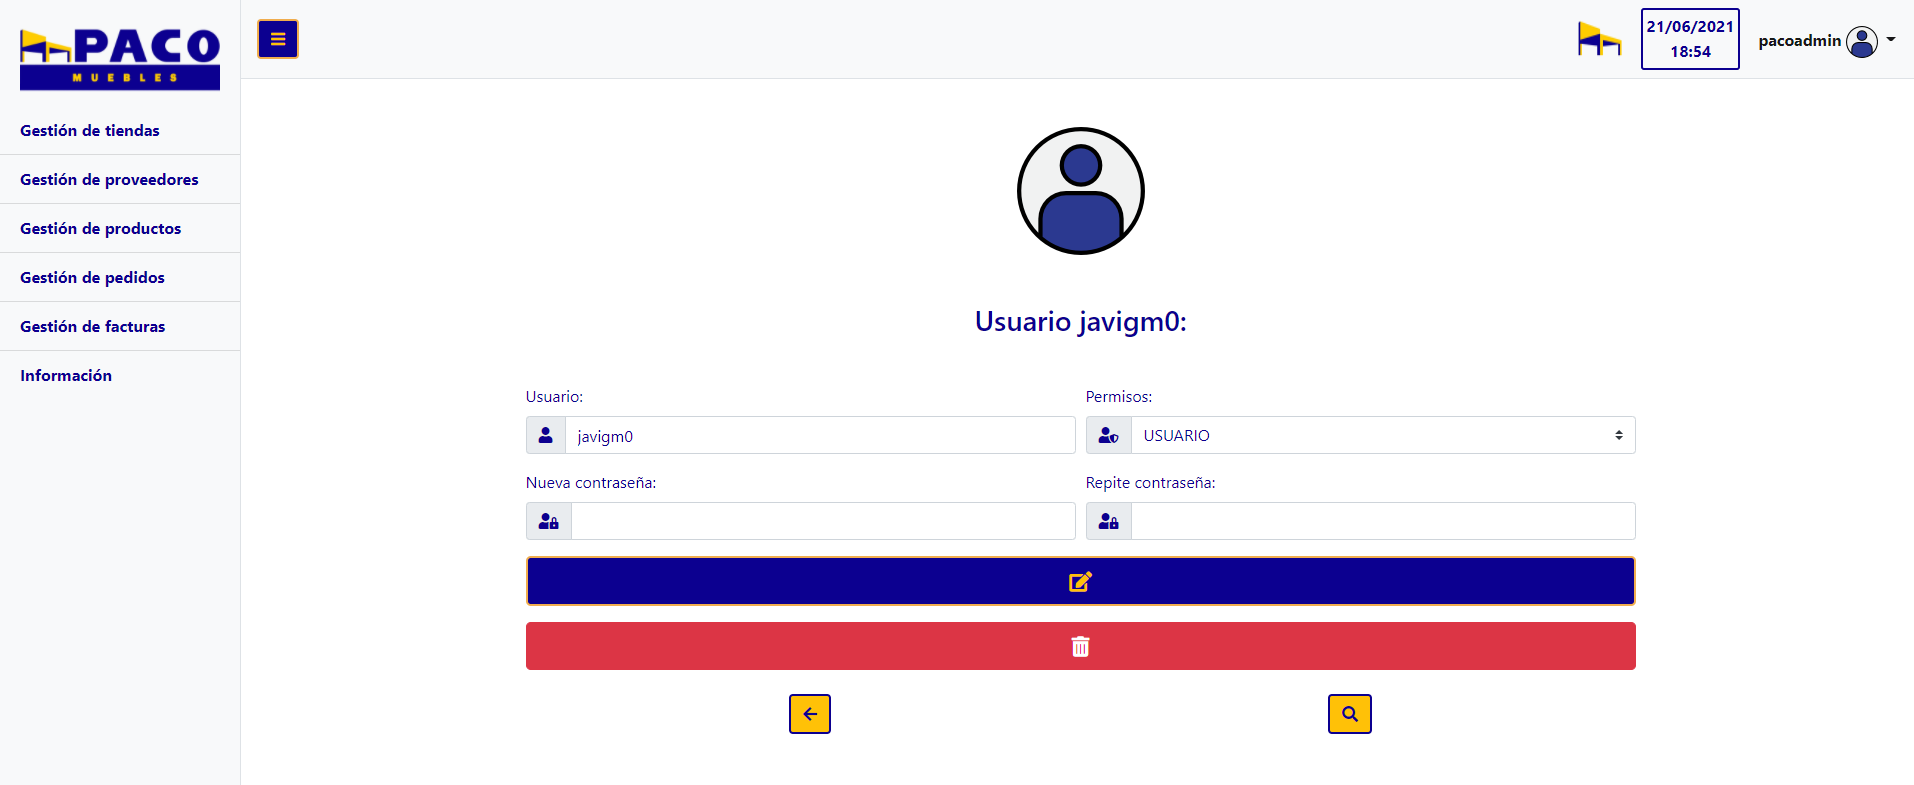 PACO
MUEBLES
Gestión de tiendas
Gestión de proveedores
Gestión de productos
Gestión de pedidos
Gestión de facturas
Información
21/06/2021
18:54
pacoadmin
Usuario javigm0:
Usuario:
Permisos:
javigm0
USUARIO
Nueva contraseña:
Repite contraseña: